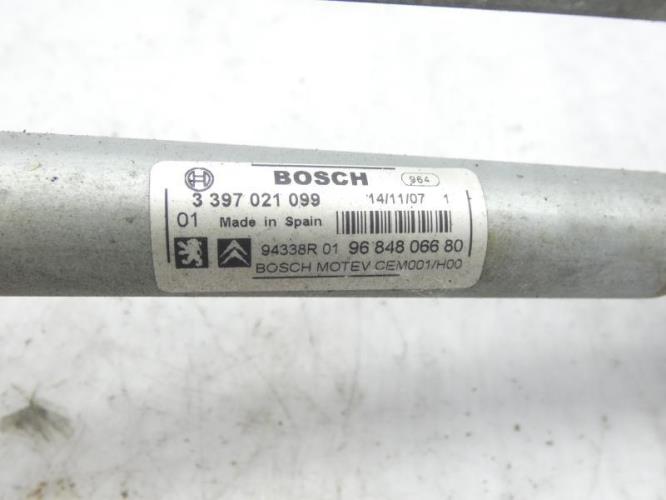 BOSCH 964
3 397 021 099 14/11/07 1
01 Made in Spain
94338R 01 96 848 066 80
BOSCH MOTEV CEM001/H00